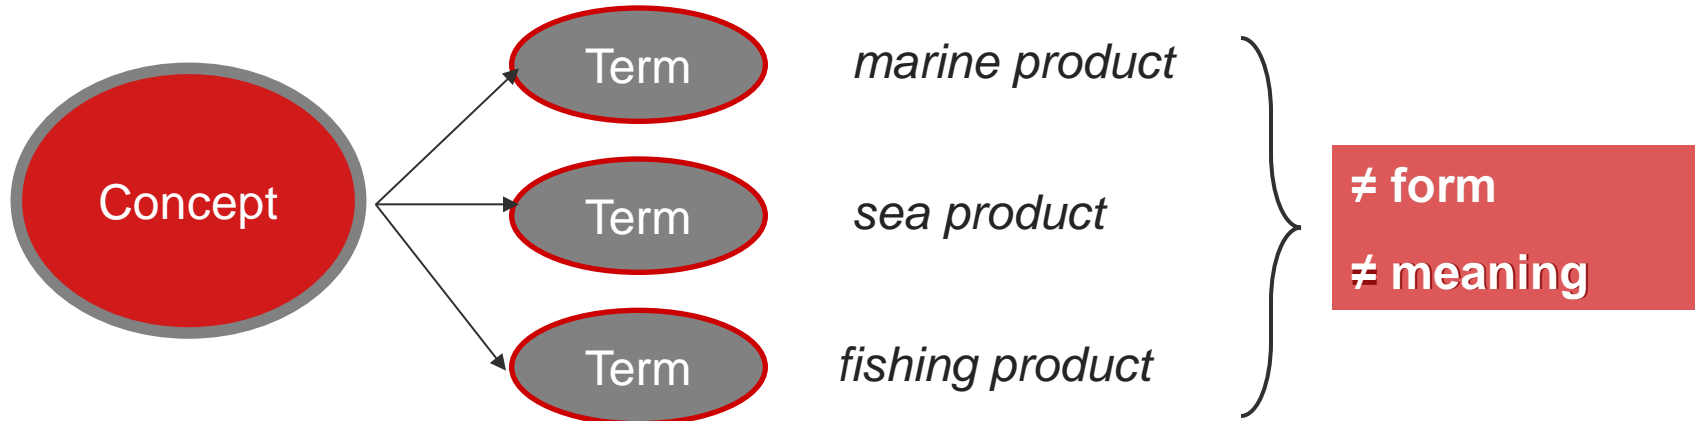 Term
marine product
Concept
Term
sea product
≠ form
≠ meaning
Term
fishing product